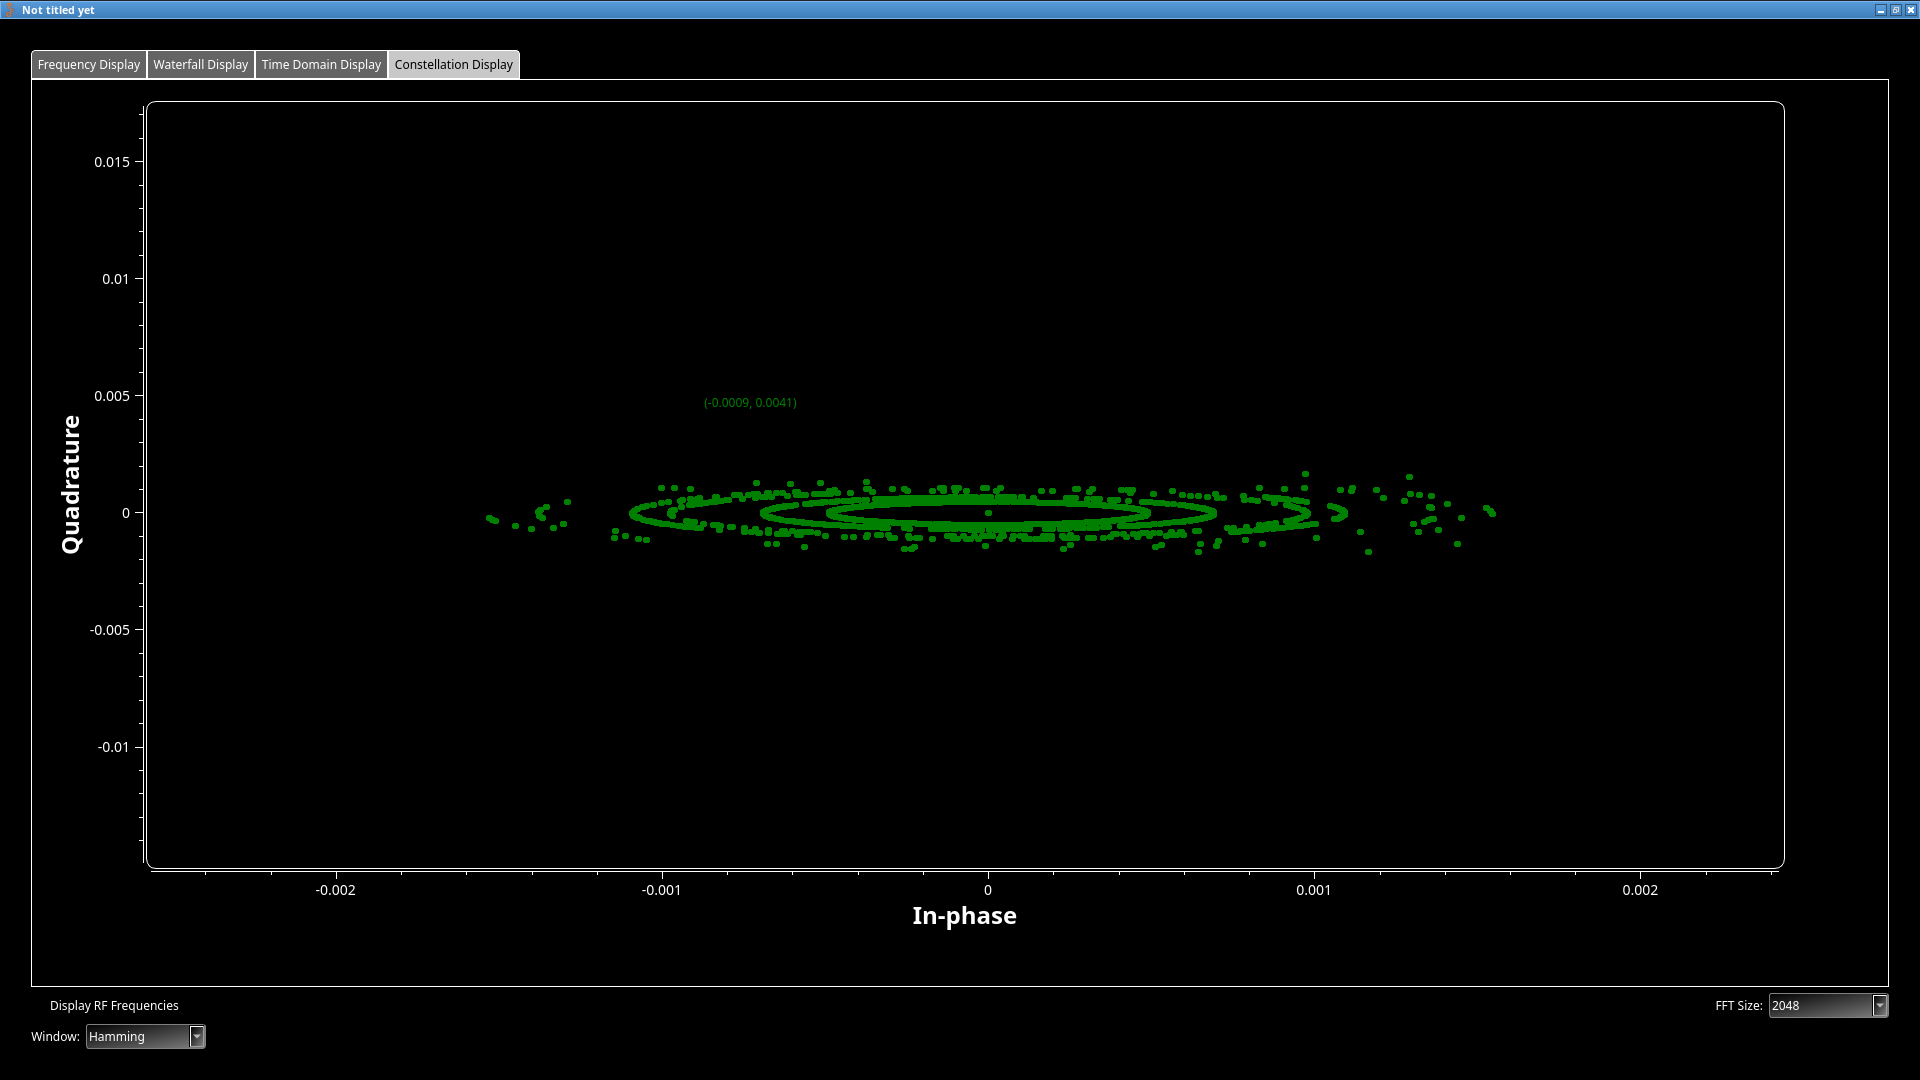 Not titled yet
Frequency Display Waterfall Display Time Domain Display Constellation Display
0.015
0.01
0.005
(-0.0009, 0.0041)
Quadrature
0
-0.005
-0.01
-0.002 -0.001 0 0.001 0.002
In-phase
Display RF Frequencies FFT Size: 2048
Window: Hamming